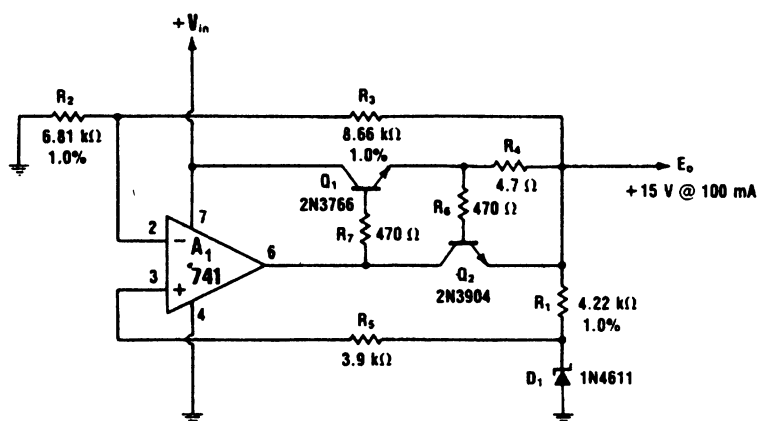 +Vin
R₂
6.81 kΩ
1.0%
R₃
8.66 kΩ
1.0%
R₄
4.7 Ω
Eₒ
+15 V @ 100 mA
Q₁
2N3766
R₆
470 Ω
R₇
470 Ω
7
2
−
A₁
741
3
+
6
4
Q₂
2N3904
R₁
4.22 kΩ
1.0%
R₅
3.9 kΩ
D₁
1N4611